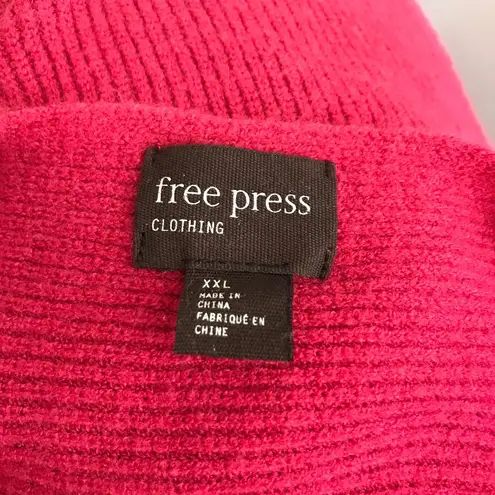 free press
CLOTHING
XXL
MADE IN
CHINA
FABRIQUÉ EN
CHINE